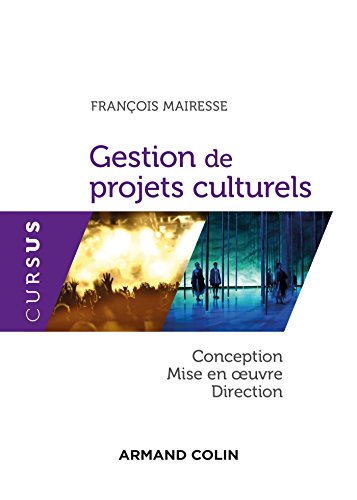 FRANÇOIS MAIRESSE
Gestion de
projets culturels
CURSUS
Conception
Mise en œuvre
Direction
ARMAND COLIN